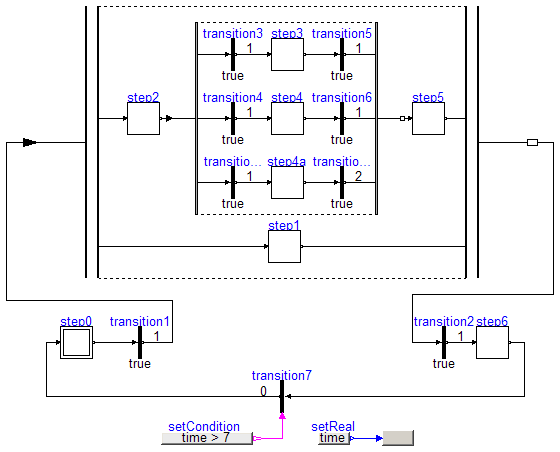 transition3 step3 transition5
1 1
true true
step2 transition4 step4 transition6 step5
1 1
true true
transitio... step4a transitio...
1 2
true true
step1
step0 transition1 transition2 step6
1 1
true true
transition7
0
setCondition setReal
time > 7 time